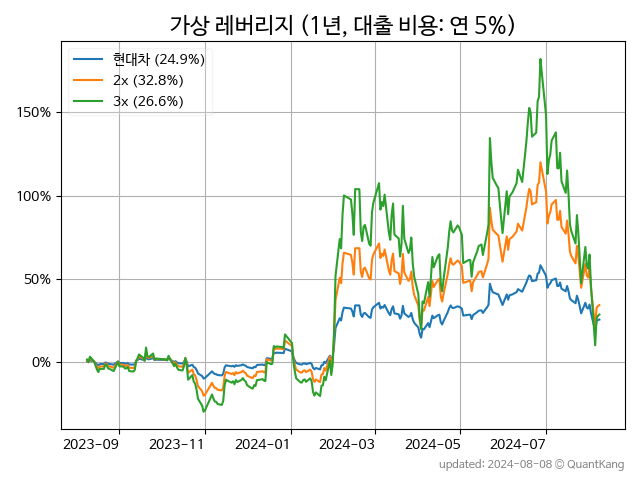 가상 레버리지 (1년, 대출 비용: 연 5%)
현대차 (24.9%)
2x (32.8%)
3x (26.6%)
150%
100%
50%
0%
2023-09 2023-11 2024-01 2024-03 2024-05 2024-07
updated: 2024-08-08 © QuantKang